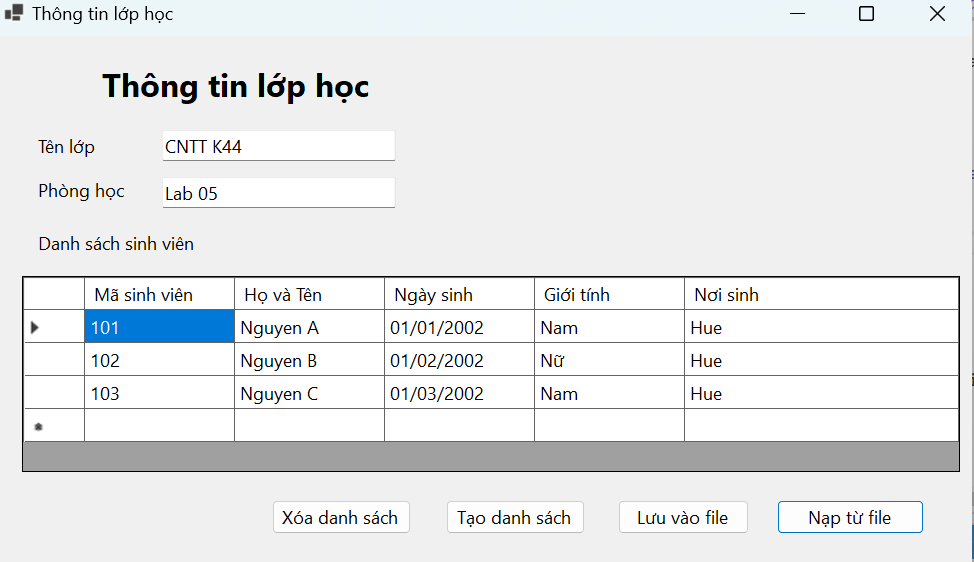 Thông tin lớp học
Thông tin lớp học
Tên lớp CNTT K44
Phòng học Lab 05
Danh sách sinh viên
Mã sinh viên Họ và Tên Ngày sinh Giới tính Nơi sinh
101 Nguyen A 01/01/2002 Nam Hue
102 Nguyen B 01/02/2002 Nữ Hue
103 Nguyen C 01/03/2002 Nam Hue
Xóa danh sách Tạo danh sách Lưu vào file Nạp từ file